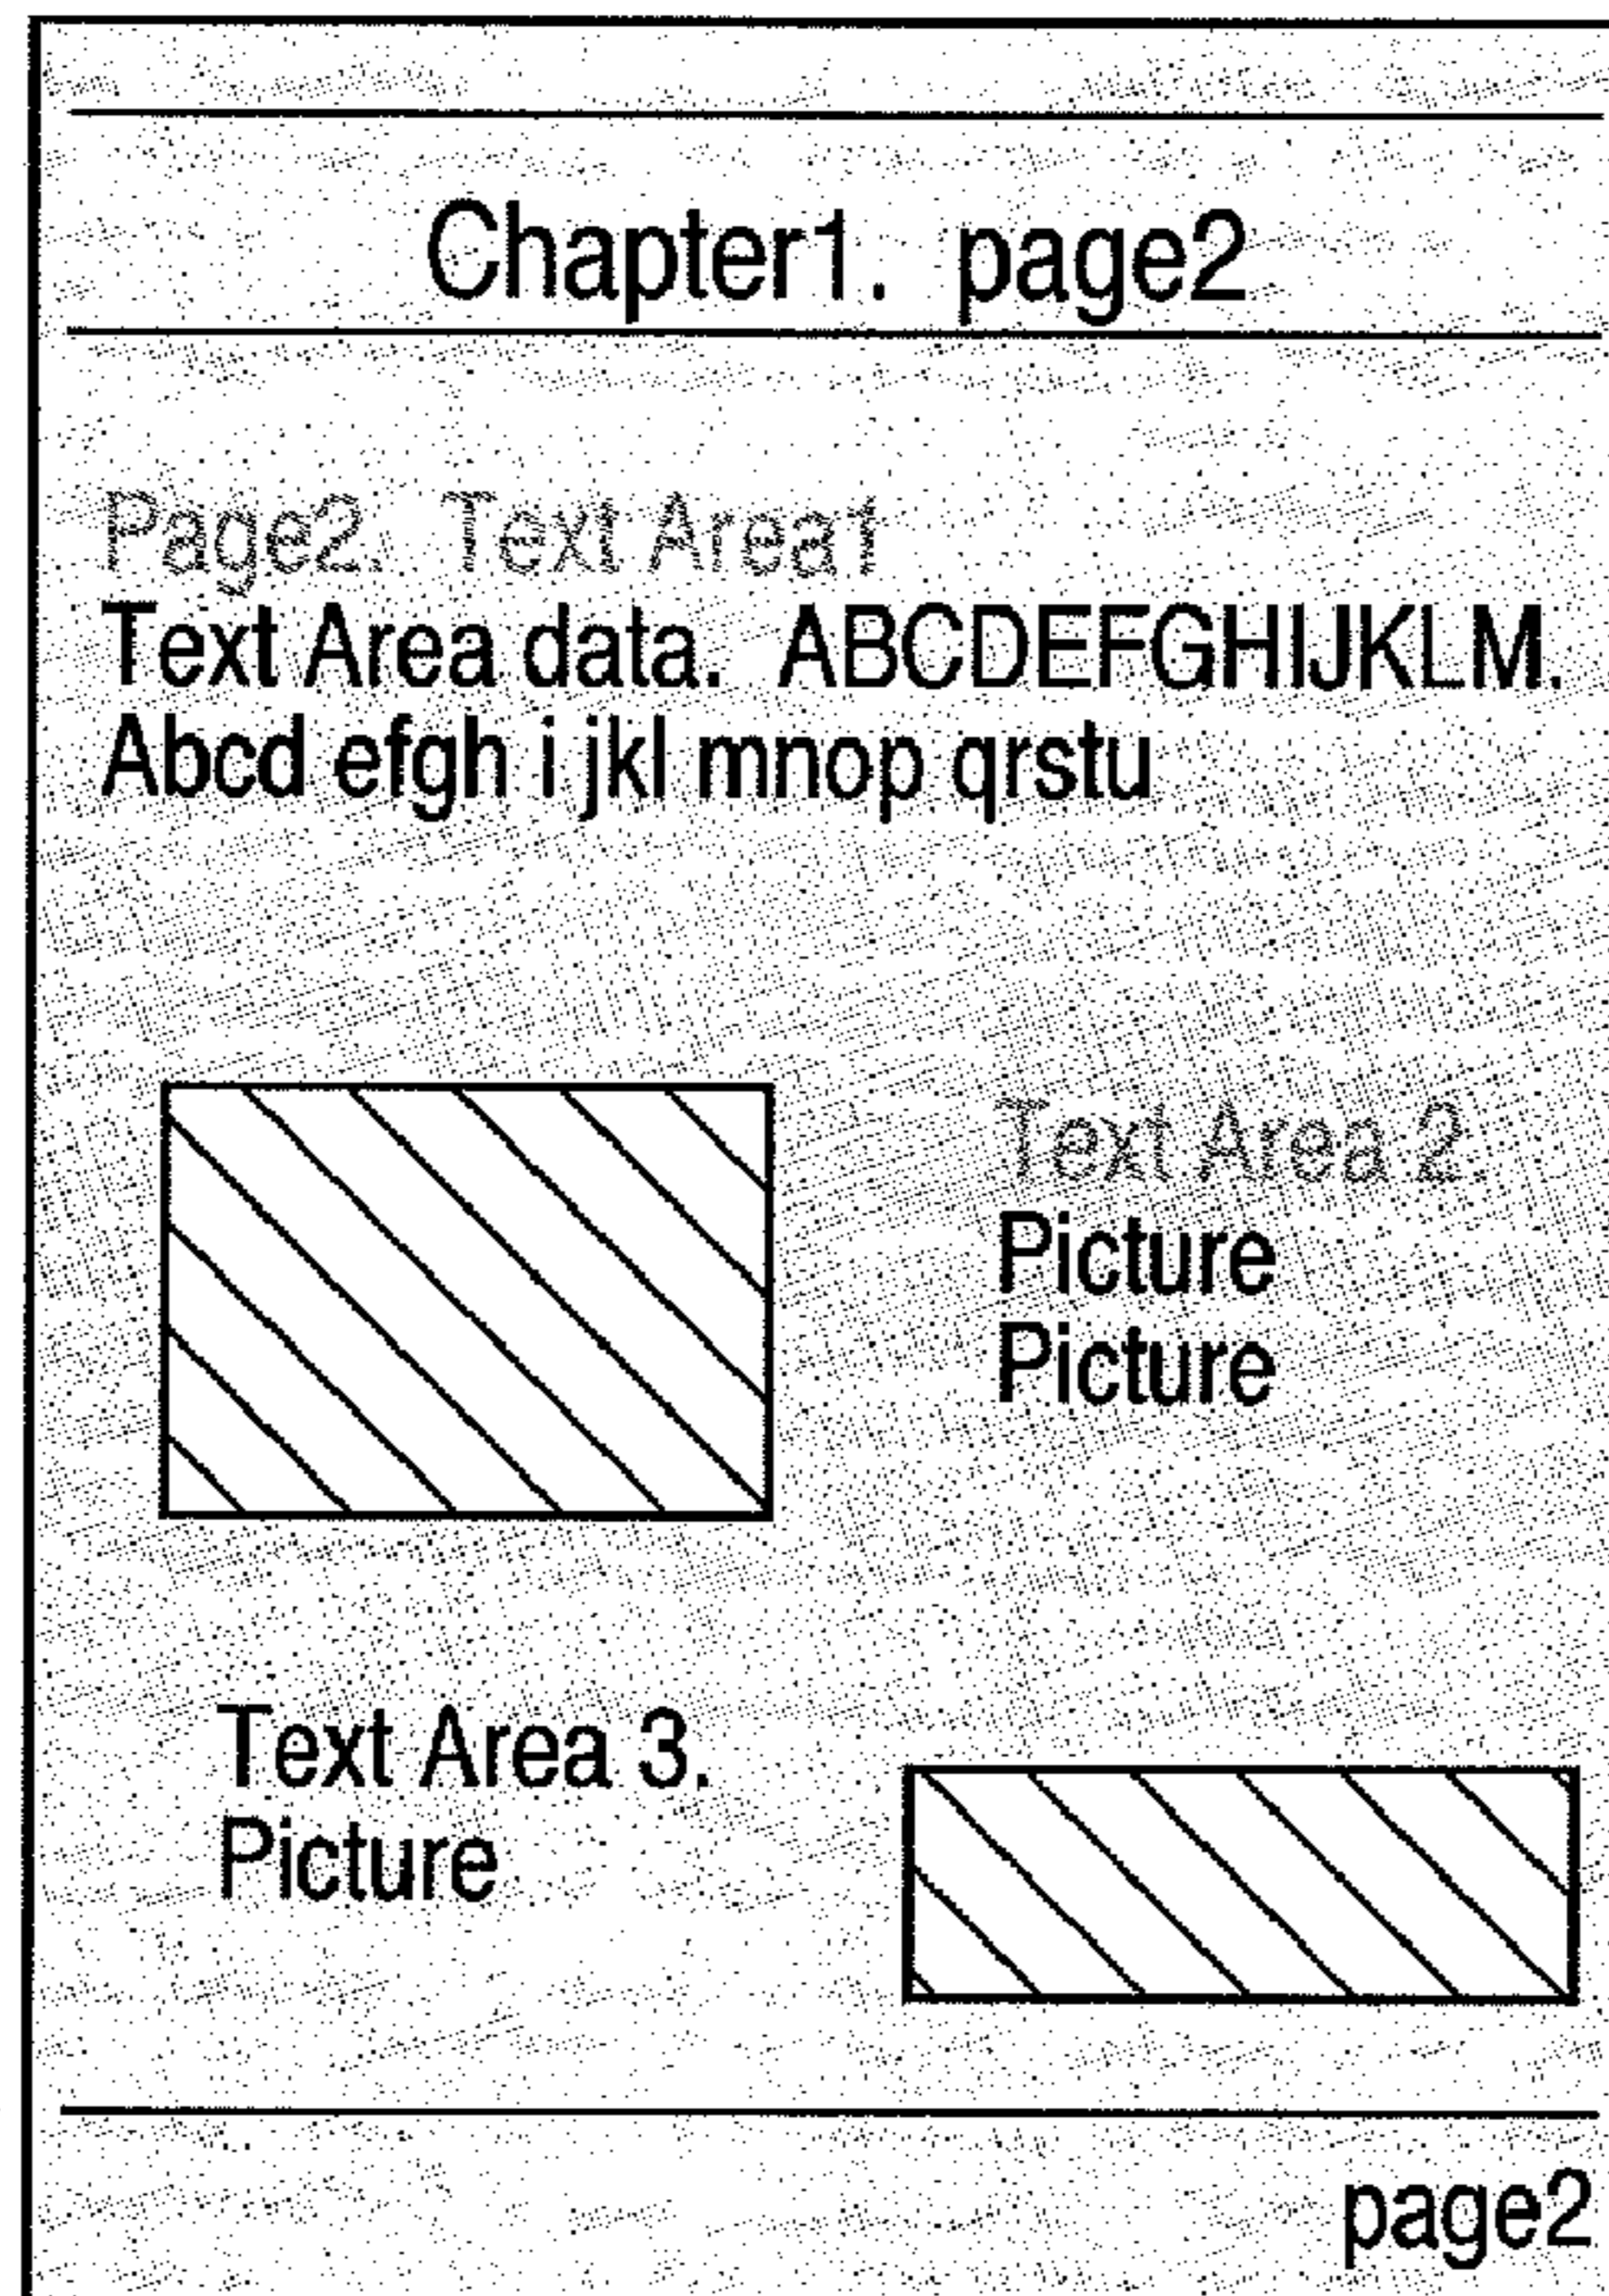 Chapter1. page2
Page2. Text Area1
Text Area data. ABCDEFGHIJKLM.
Abcd efgh i jkl mnop qrstu
Text Area 2.
Picture
Picture
Text Area 3.
Picture
page2